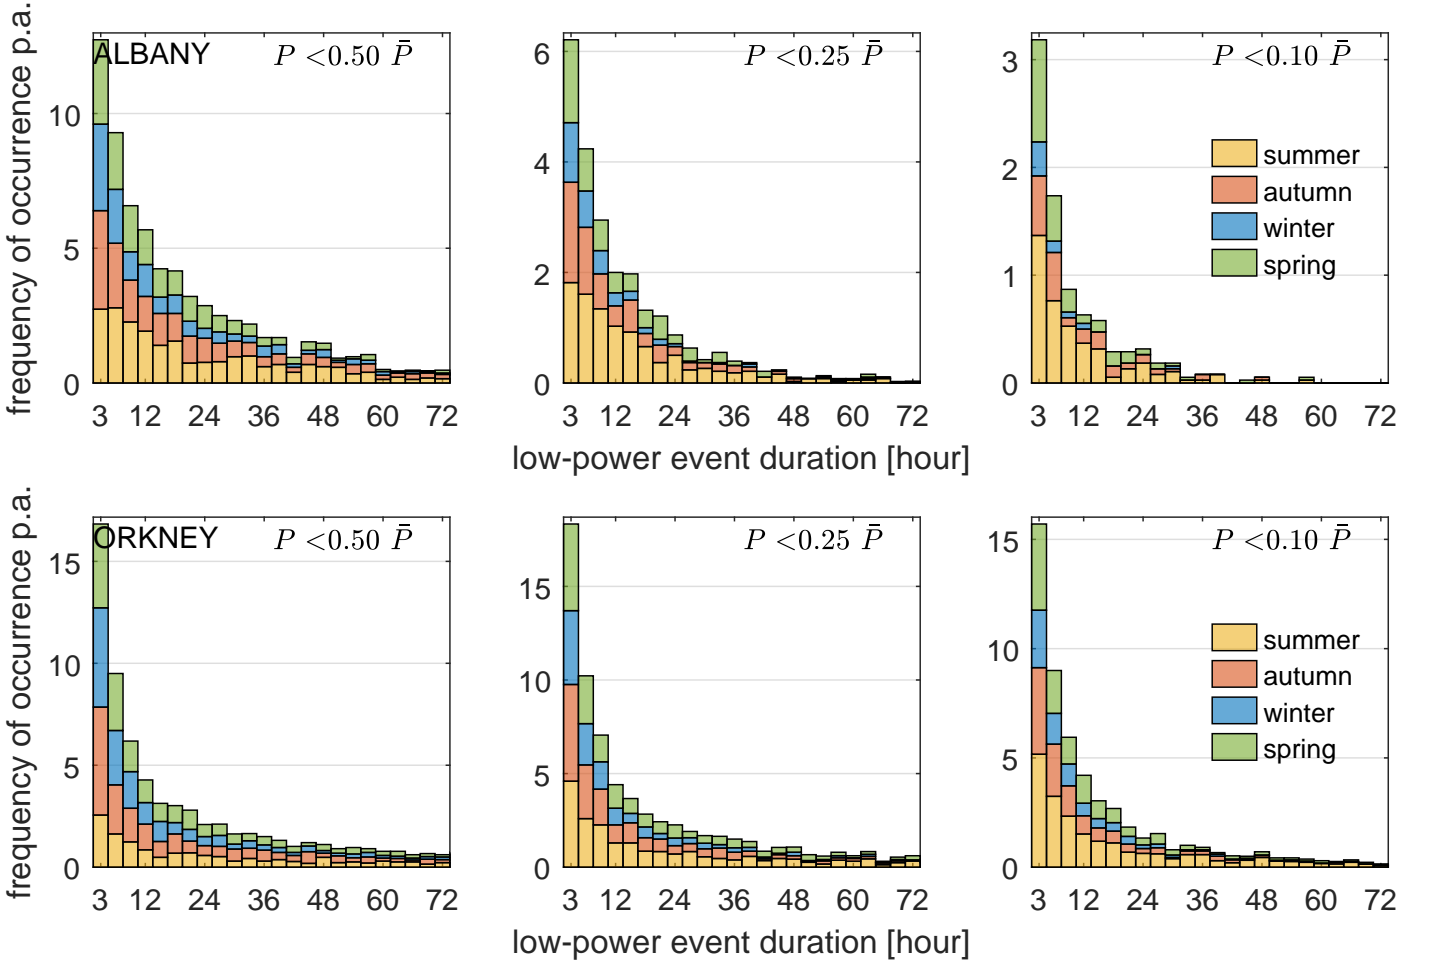 frequency of occurrence p.a.
ALBANY
P <0.50 P̄
10
5
0
3 12 24 36 48 60 72
P <0.25 P̄
6
4
2
0
3 12 24 36 48 60 72
P <0.10 P̄
3
2
1
0
summer
autumn
winter
spring
3 12 24 36 48 60 72
low-power event duration [hour]
frequency of occurrence p.a.
ORKNEY
P <0.50 P̄
15
10
5
0
3 12 24 36 48 60 72
P <0.25 P̄
15
10
5
0
3 12 24 36 48 60 72
P <0.10 P̄
15
10
5
0
summer
autumn
winter
spring
3 12 24 36 48 60 72
low-power event duration [hour]